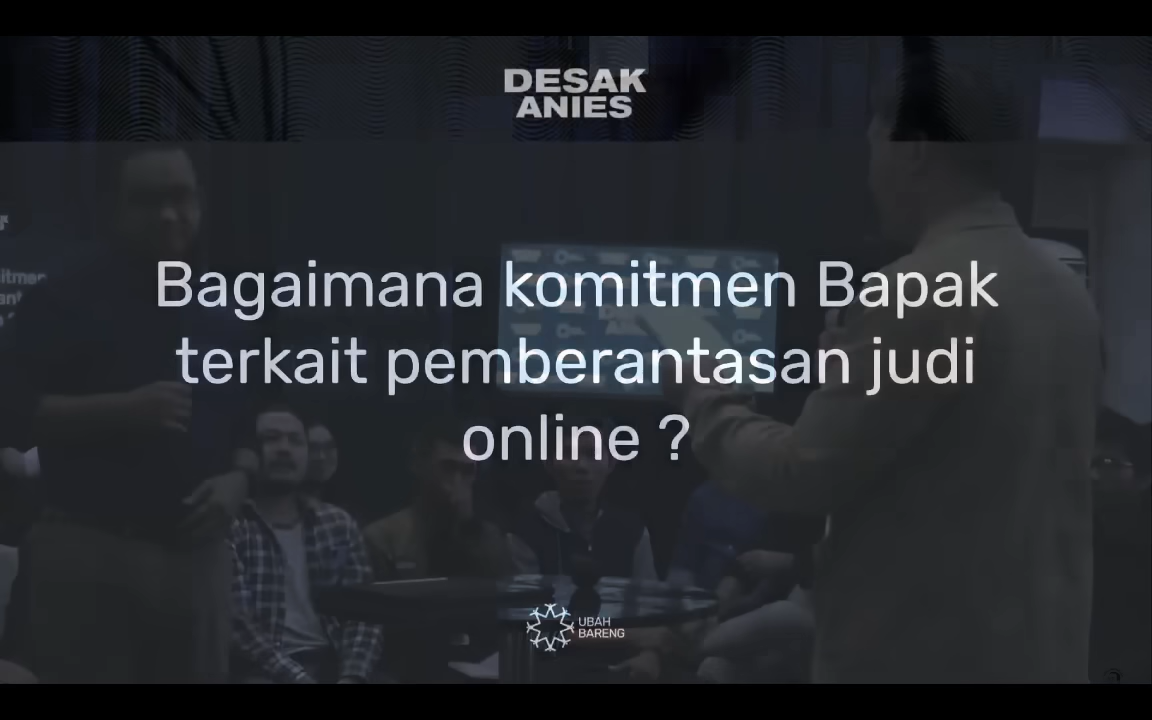 DESAK
ANIES
Bagaimana komitmen Bapak
terkait pemberantasan judi
online ?
UBAH
BARENG